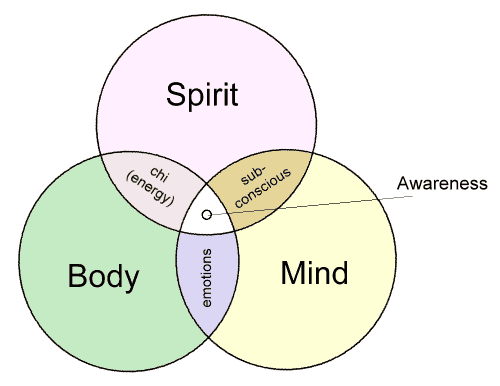 Spirit
chi
(energy)
sub-
conscious
Awareness
Body
emotions
Mind